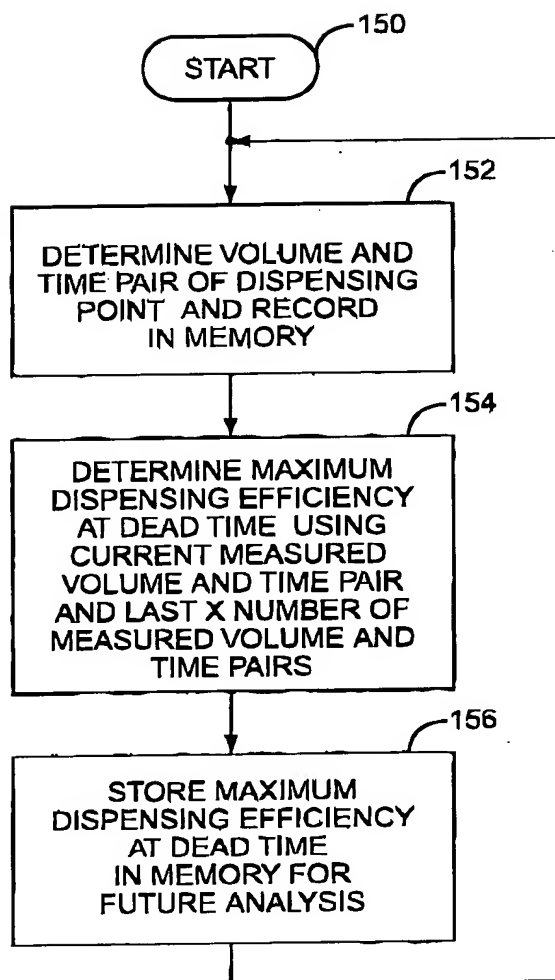 150
START
152
DETERMINE VOLUME AND
TIME PAIR OF DISPENSING
POINT AND RECORD
IN MEMORY
154
DETERMINE MAXIMUM
DISPENSING EFFICIENCY
AT DEAD TIME USING
CURRENT MEASURED
VOLUME AND TIME PAIR
AND LAST X NUMBER OF
MEASURED VOLUME AND
TIME PAIRS
156
STORE MAXIMUM
DISPENSING EFFICIENCY
AT DEAD TIME
IN MEMORY FOR
FUTURE ANALYSIS